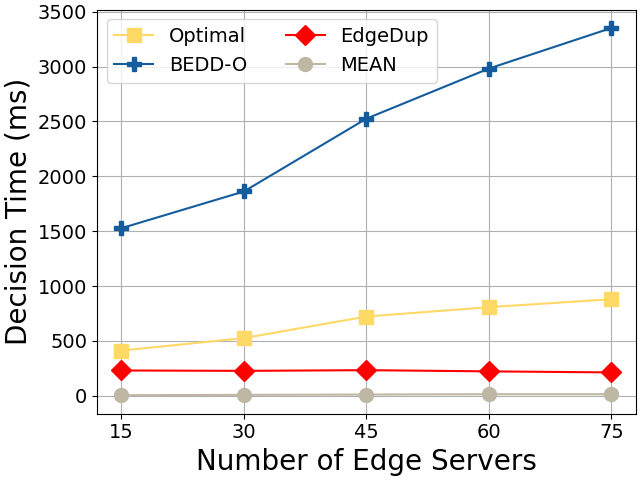 3500
3000
2500
2000
1500
1000
500
0
Decision Time (ms)
Optimal
BEDD-O
EdgeDup
MEAN
15 30 45 60 75
Number of Edge Servers